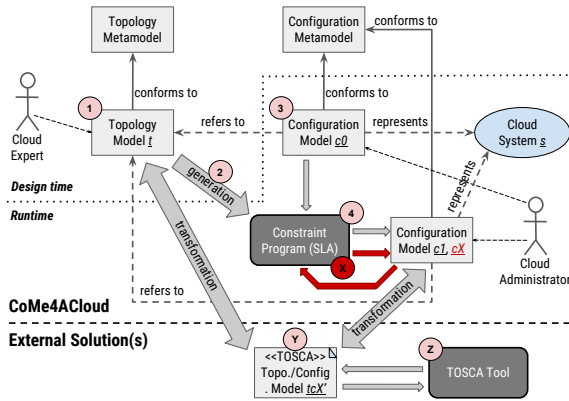 Topology
Metamodel
Configuration
Metamodel
conforms to
conforms to
conforms to
1
3
Topology
Model t
refers to
Configuration
Model c0
represents
Cloud
System s
Cloud
Expert
2
generation
represents
Design time
Runtime
4
Constraint
Program (SLA)
X
Configuration
Model c1, cX
Cloud
Administrator
transformation
refers to
transformation
CoMe4ACloud
External Solution(s)
Y
<<TOSCA>>
Topo./Config
. Model tcX'
Z
TOSCA Tool